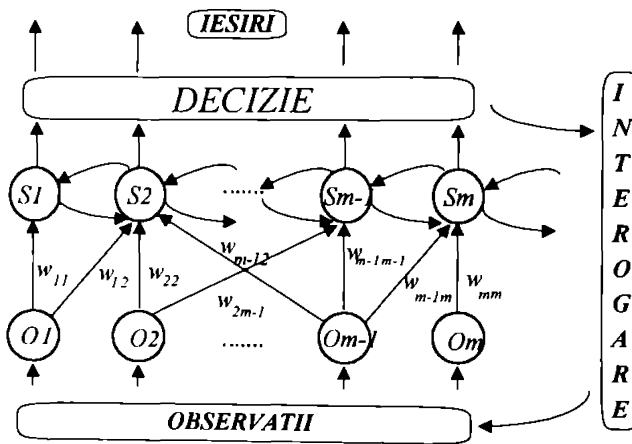 IESIRI
DECIZIE
S1 S2 ....... Sm-1 Sm
w11 w12 w22 wm-12 w2m-1 wm-1m-1 wm-1m wmm
O1 O2 ....... Om-1 Om
OBSERVATII
INTEROGARE